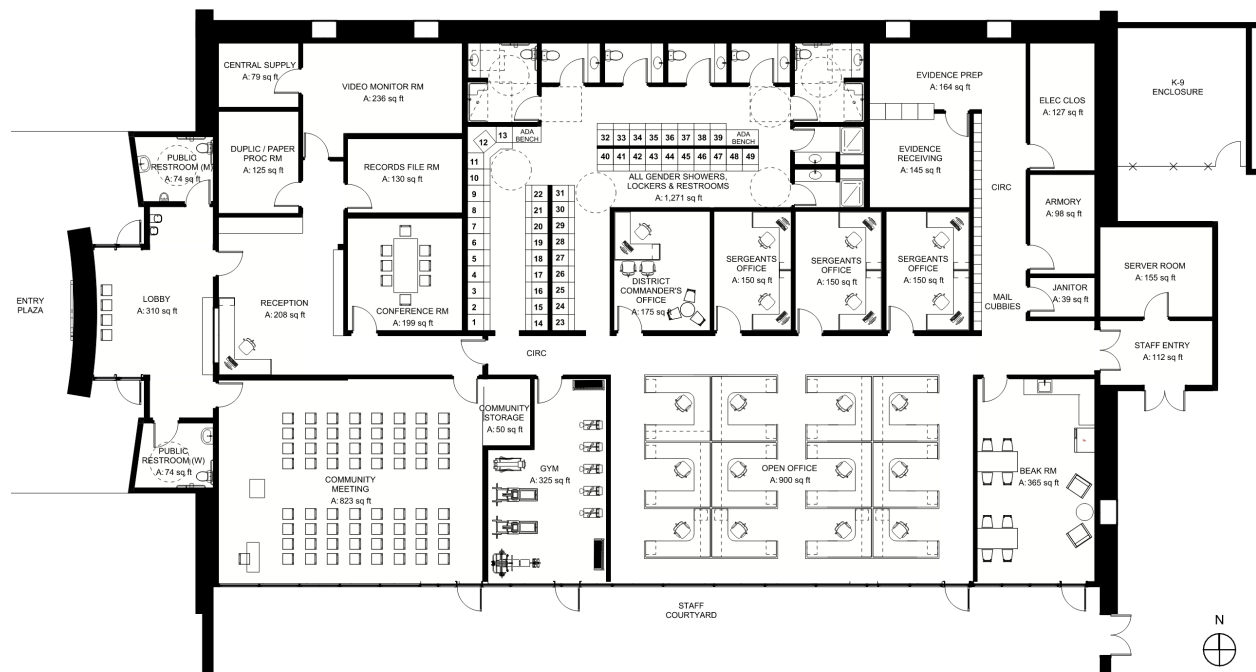 CENTRAL SUPPLY
A: 79 sq ft
VIDEO MONITOR RM
A: 236 sq ft
DUPLIC / PAPER
PROC RM
A: 125 sq ft
RECORDS FILE RM
A: 130 sq ft
PUBLIC
RESTROOM (M)
A: 74 sq ft
ENTRY
PLAZA
LOBBY
A: 310 sq ft
RECEPTION
A: 208 sq ft
CONFERENCE RM
A: 199 sq ft
PUBLIC
RESTROOM (W)
A: 74 sq ft
COMMUNITY
MEETING
A: 823 sq ft
COMMUNITY
STORAGE
A: 50 sq ft
CIRC
GYM
A: 325 sq ft
12
13
ADA
BENCH
11
10
9
8
7
6
5
4
3
2
1
22
21
20
19
18
17
16
15
14
31
30
29
28
27
26
25
24
23
32 33 34 35 36 37 38 39
ADA
BENCH
40 41 42 43 44 45 46 47 48 49
ALL GENDER SHOWERS,
LOCKERS & RESTROOMS
A: 1,271 sq ft
DISTRICT
COMMANDER'S
OFFICE
A: 175 sq ft
SERGEANTS
OFFICE
A: 150 sq ft
SERGEANTS
OFFICE
A: 150 sq ft
SERGEANTS
OFFICE
A: 150 sq ft
EVIDENCE PREP
A: 164 sq ft
EVIDENCE
RECEIVING
A: 145 sq ft
CIRC
MAIL
CUBBIES
ELEC CLOS
A: 127 sq ft
ARMORY
A: 98 sq ft
JANITOR
A: 39 sq ft
K-9
ENCLOSURE
SERVER ROOM
A: 155 sq ft
STAFF ENTRY
A: 112 sq ft
OPEN OFFICE
A: 900 sq ft
BEAK RM
A: 365 sq ft
STAFF
COURTYARD
N